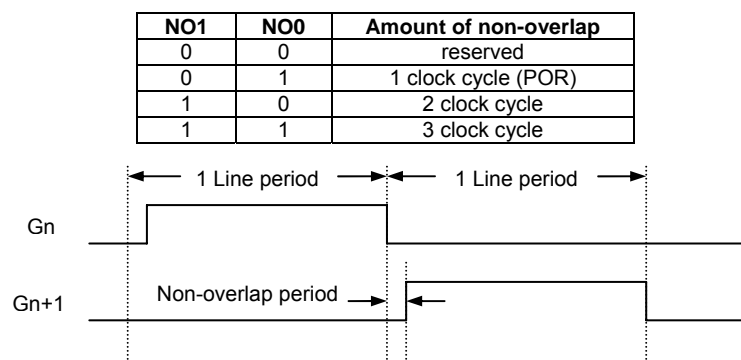 NO1 NO0 Amount of non-overlap
0 0 reserved
0 1 1 clock cycle (POR)
1 0 2 clock cycle
1 1 3 clock cycle
1 Line period 1 Line period
Gn
Non-overlap period
Gn+1